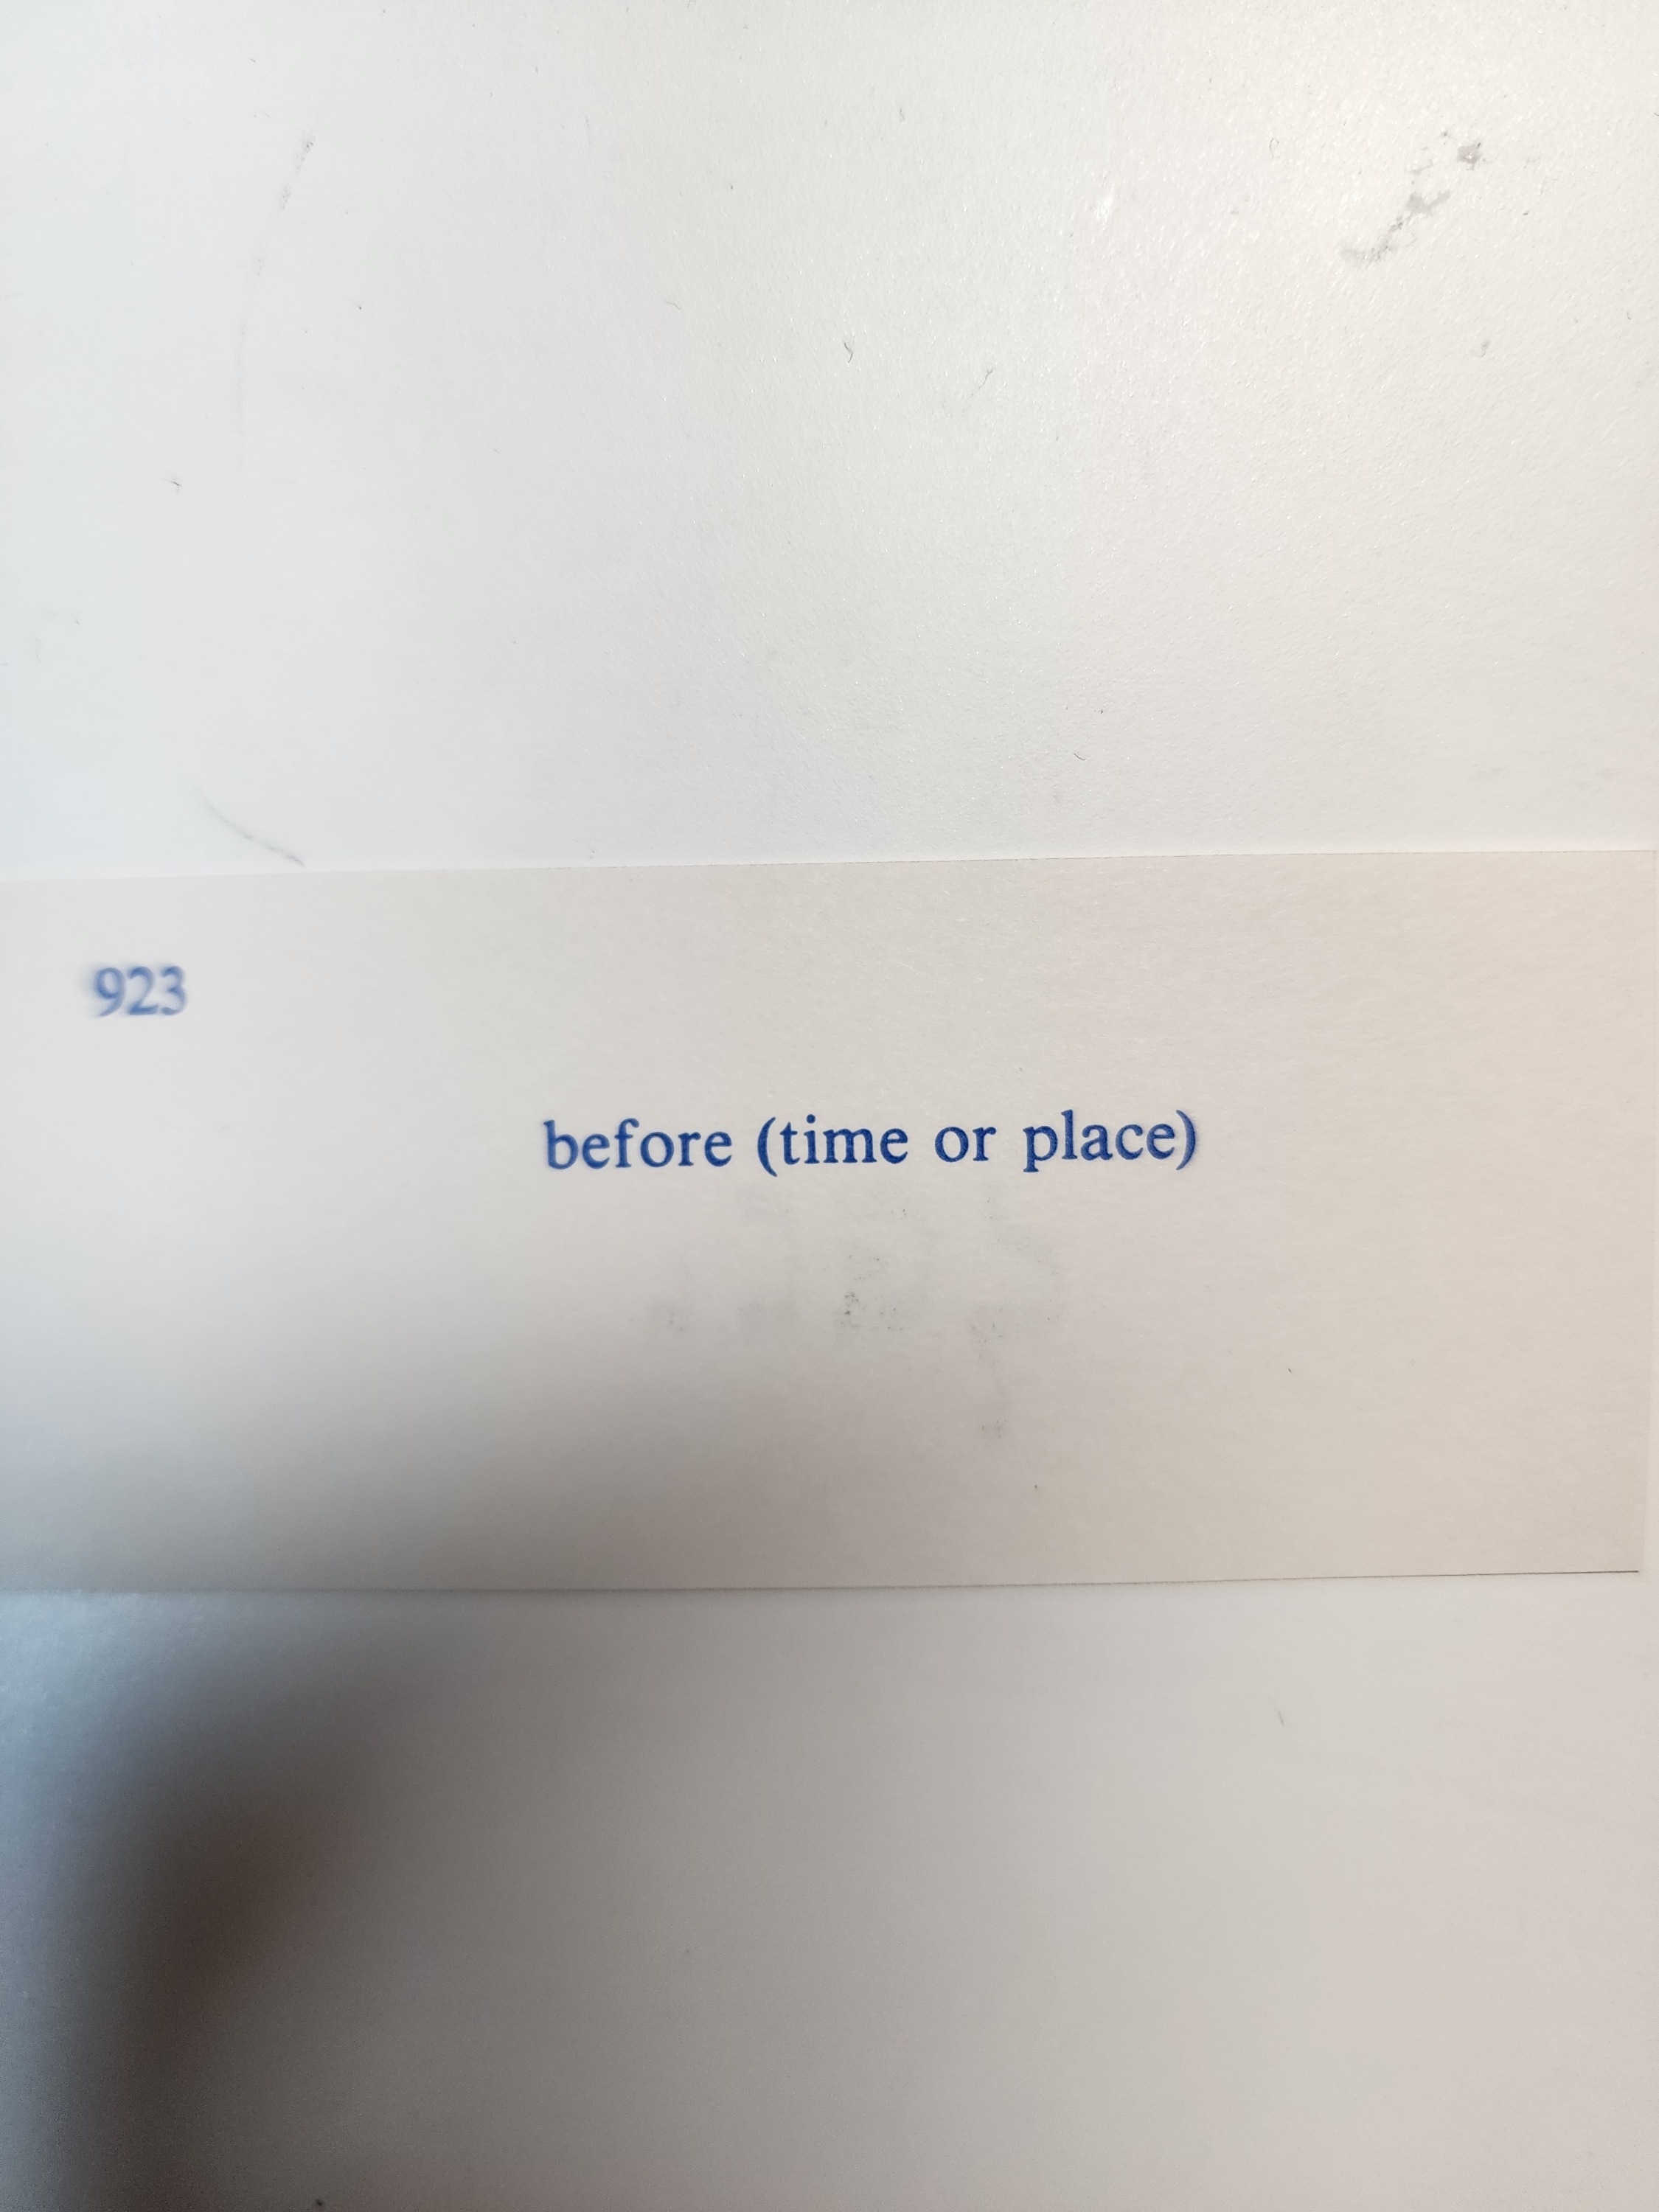 923
before (time or place)